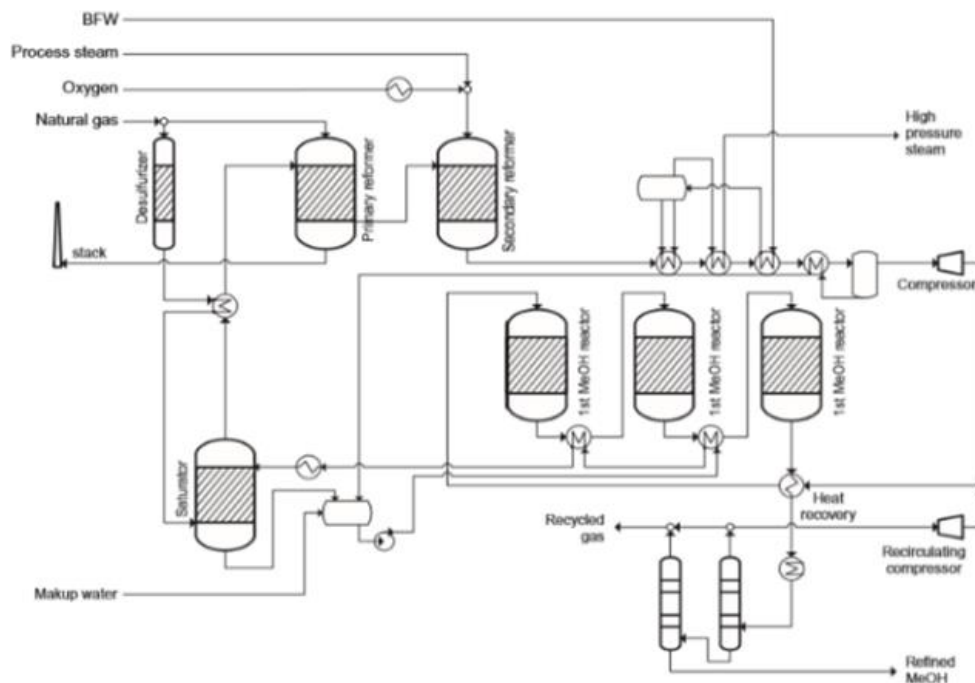 BFW
Process steam
Oxygen
Natural gas
Desulfurizer
Primary reformer
Secondary reformer
High
pressure
steam
stack
Compressor
1st MeOH reactor
1st MeOH reactor
1st MeOH reactor
Saturator
Heat
recovery
Recycled
gas
Recirculating
compressor
Makup water
Refined
MeOH